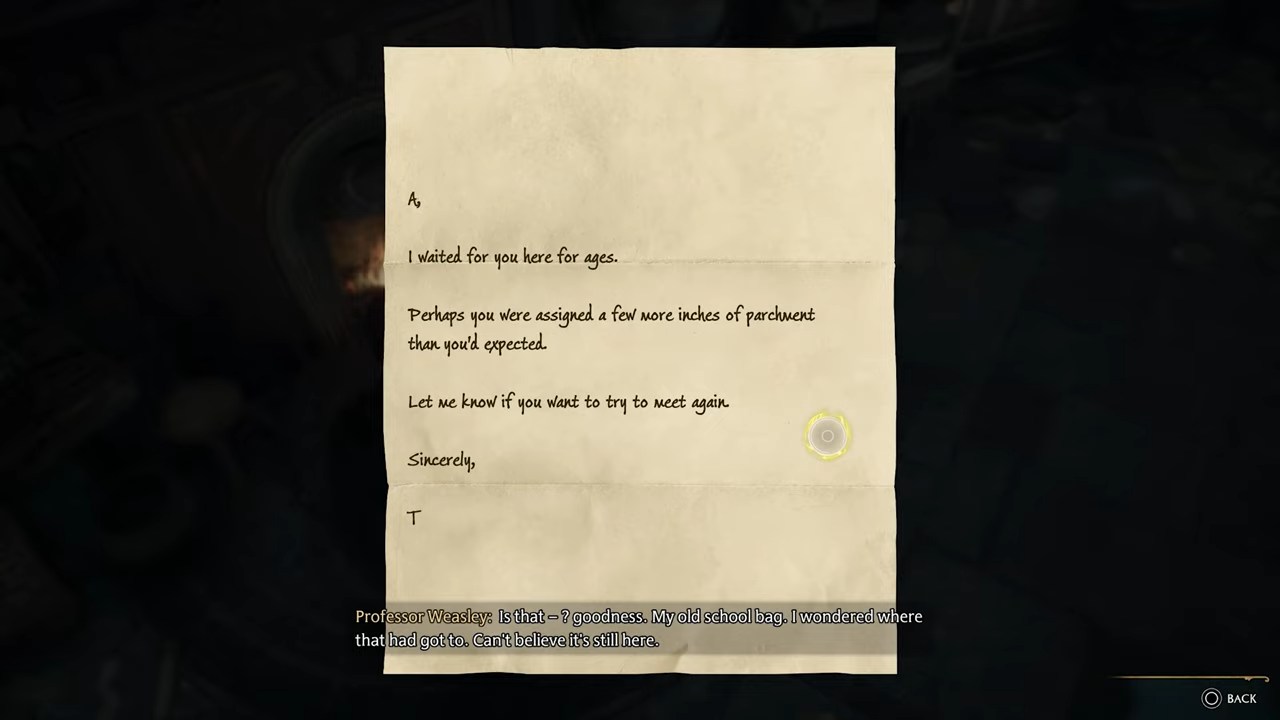 A,
I waited for you here for ages.
Perhaps you were assigned a few more inches of parchment
than you'd expected.
Let me know if you want to try to meet again.
Sincerely,
T
Professor Weasley: Is that – ? goodness. My old school bag. I wondered where
that had got to. Can't believe it's still here.
BACK